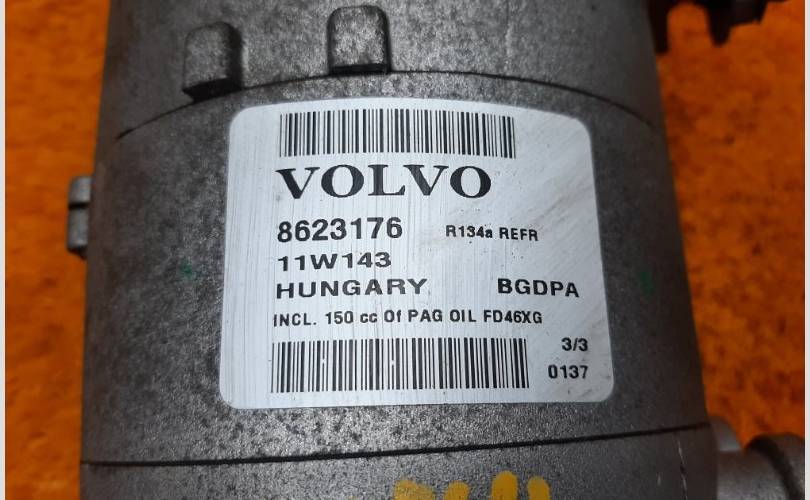 VOLVO
8623176 R134a REFR
11W143
HUNGARY BGDPA
INCL. 150 cc Of PAG OIL FD46XG
3/3
0137